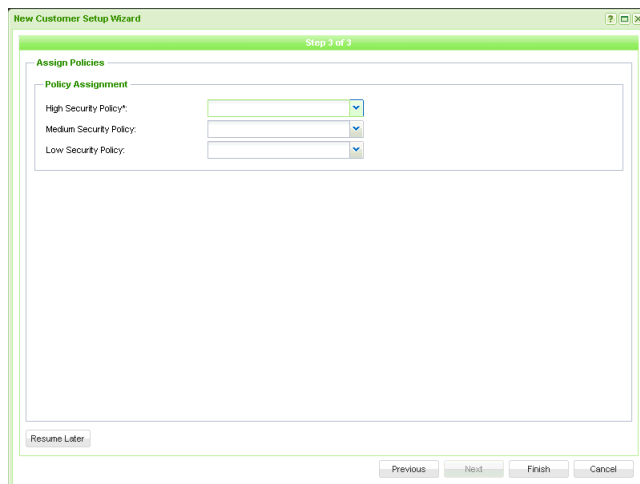 New Customer Setup Wizard
?
Step 3 of 3
Assign Policies
Policy Assignment
High Security Policy*:
Medium Security Policy:
Low Security Policy:
Resume Later
Previous Next Finish Cancel